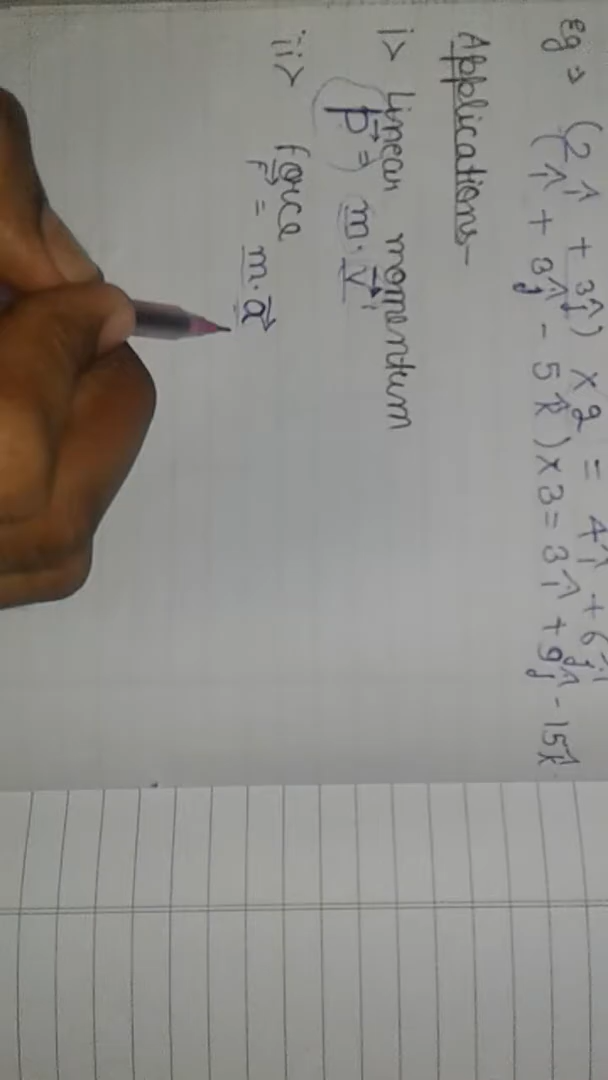 Eg → (2î + 3ĵ) × 2 = 4î + 6ĵ
(î + 3ĵ - 5k̂) × 3 = 3î + 9ĵ - 15k̂
Applications-
i> Linear momentum
p⃗ = m. v⃗
ii> force
F⃗ = m. a⃗